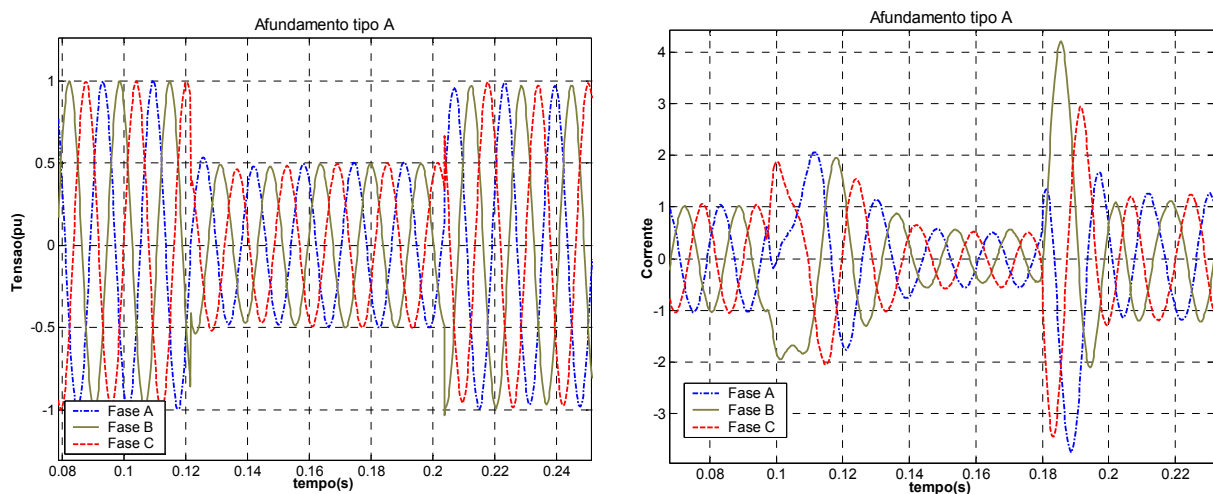 Afundamento tipo A
Tensao(pu)
1
0.5
0
-0.5
-1
Fase A
Fase B
Fase C
0.08 0.1 0.12 0.14 0.16 0.18 0.2 0.22 0.24
tempo(s)
Afundamento tipo A
Corrente
4
3
2
1
0
-1
-2
-3
Fase A
Fase B
Fase C
0.08 0.1 0.12 0.14 0.16 0.18 0.2 0.22
tempo(s)